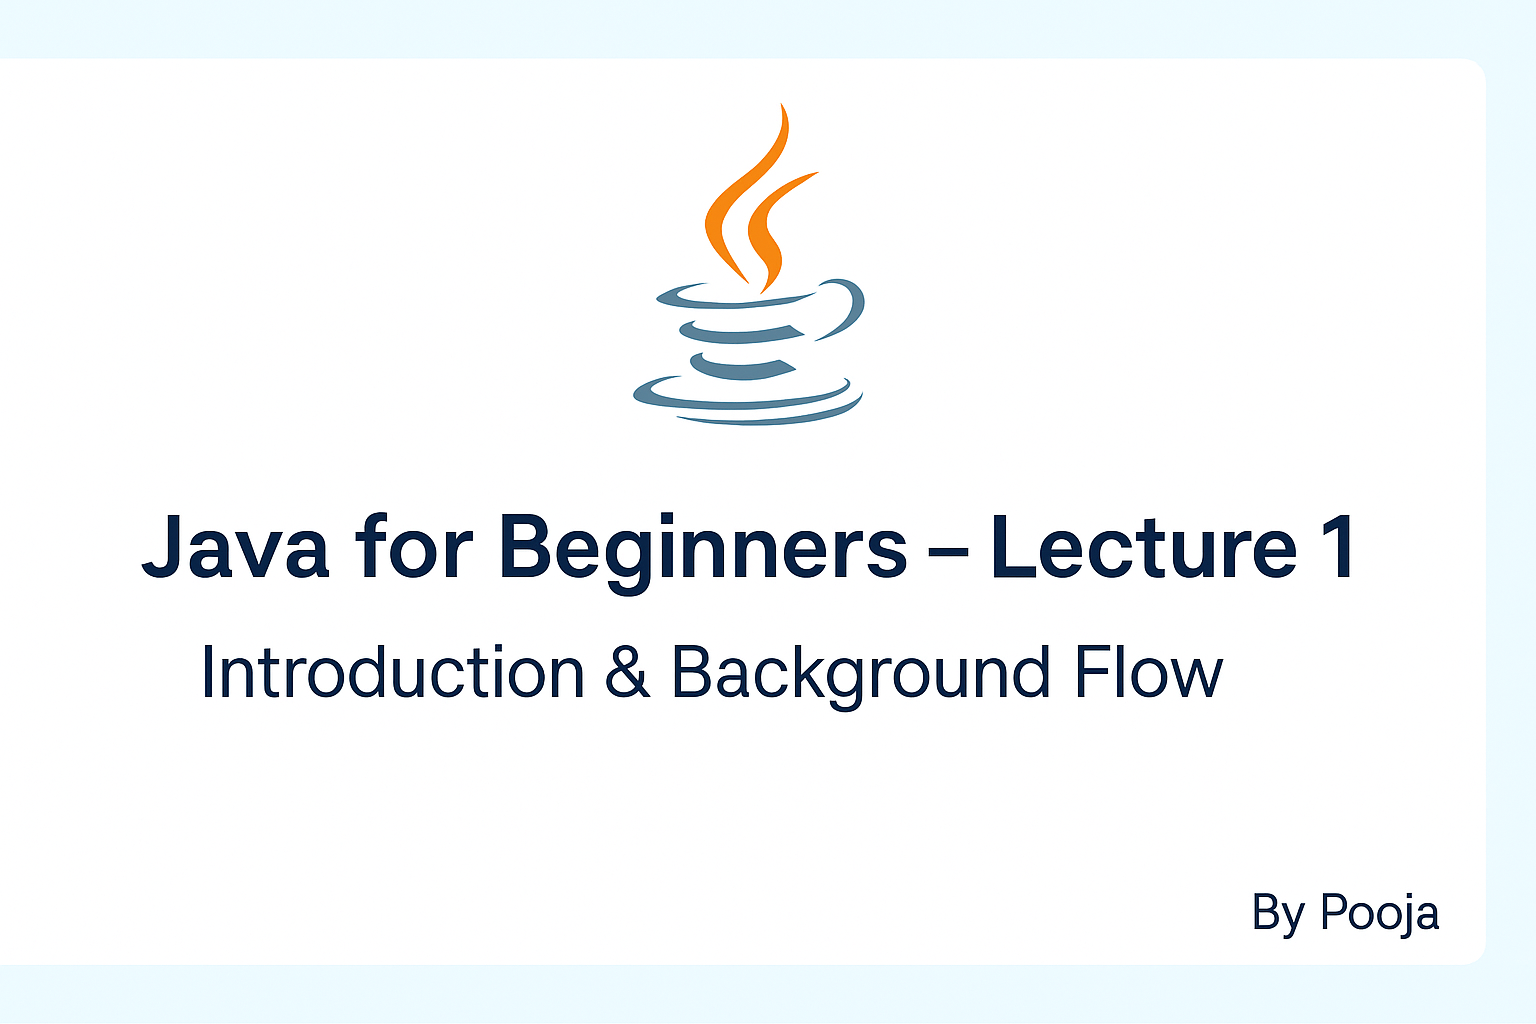 Java for Beginners – Lecture 1
Introduction & Background Flow
By Pooja